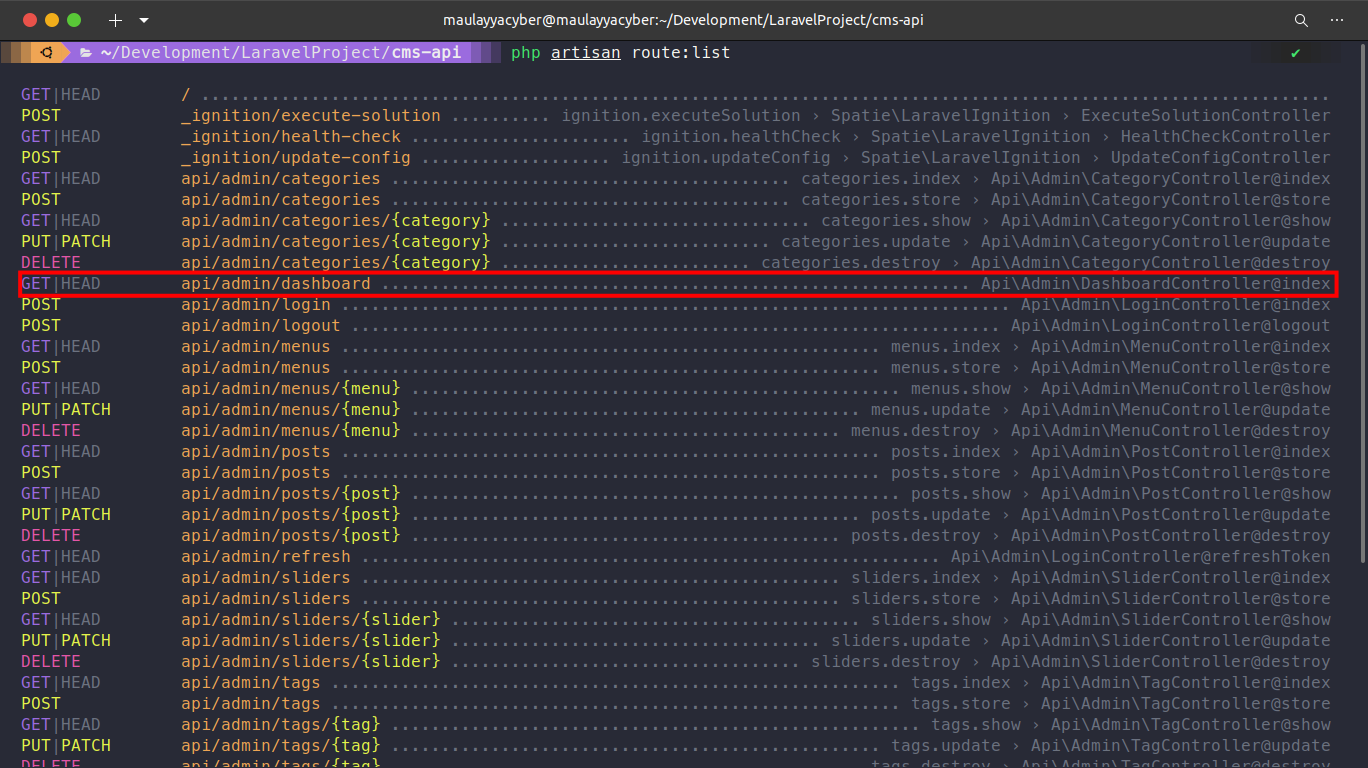 maulayyacyber@maulayyacyber:~/Development/LaravelProject/cms-api
~/Development/LaravelProject/cms-api php artisan route:list ✔
GET|HEAD / ................................................................................................................
POST _ignition/execute-solution .......... ignition.executeSolution › Spatie\LaravelIgnition › ExecuteSolutionController
GET|HEAD _ignition/health-check ................... ignition.healthCheck › Spatie\LaravelIgnition › HealthCheckController
POST _ignition/update-config ................... ignition.updateConfig › Spatie\LaravelIgnition › UpdateConfigController
GET|HEAD api/admin/categories ........................................ categories.index › Api\Admin\CategoryController@index
POST api/admin/categories ........................................ categories.store › Api\Admin\CategoryController@store
GET|HEAD api/admin/categories/{category} .............................. categories.show › Api\Admin\CategoryController@show
PUT|PATCH api/admin/categories/{category} .......................... categories.update › Api\Admin\CategoryController@update
DELETE api/admin/categories/{category} ........................ categories.destroy › Api\Admin\CategoryController@destroy
GET|HEAD api/admin/dashboard ........................................................... Api\Admin\DashboardController@index
POST api/admin/login ................................................................... Api\Admin\LoginController@index
POST api/admin/logout ................................................................. Api\Admin\LoginController@logout
GET|HEAD api/admin/menus ...................................................... menus.index › Api\Admin\MenuController@index
POST api/admin/menus ...................................................... menus.store › Api\Admin\MenuController@store
GET|HEAD api/admin/menus/{menu} ................................................. menus.show › Api\Admin\MenuController@show
PUT|PATCH api/admin/menus/{menu} ............................................. menus.update › Api\Admin\MenuController@update
DELETE api/admin/menus/{menu} ........................................... menus.destroy › Api\Admin\MenuController@destroy
GET|HEAD api/admin/posts ...................................................... posts.index › Api\Admin\PostController@index
POST api/admin/posts ...................................................... posts.store › Api\Admin\PostController@store
GET|HEAD api/admin/posts/{post} ................................................. posts.show › Api\Admin\PostController@show
PUT|PATCH api/admin/posts/{post} ............................................. posts.update › Api\Admin\PostController@update
DELETE api/admin/posts/{post} ........................................... posts.destroy › Api\Admin\PostController@destroy
GET|HEAD api/admin/refresh .......................................................... Api\Admin\LoginController@refreshToken
GET|HEAD api/admin/sliders ................................................ sliders.index › Api\Admin\SliderController@index
POST api/admin/sliders ................................................ sliders.store › Api\Admin\SliderController@store
GET|HEAD api/admin/sliders/{slider} ......................................... sliders.show › Api\Admin\SliderController@show
PUT|PATCH api/admin/sliders/{slider} ..................................... sliders.update › Api\Admin\SliderController@update
DELETE api/admin/sliders/{slider} ................................... sliders.destroy › Api\Admin\SliderController@destroy
GET|HEAD api/admin/tags ......................................................... tags.index › Api\Admin\TagController@index
POST api/admin/tags ......................................................... tags.store › Api\Admin\TagController@store
GET|HEAD api/admin/tags/{tag} ...................................................... tags.show › Api\Admin\TagController@show
PUT|PATCH api/admin/tags/{tag} ................................................. tags.update › Api\Admin\TagController@update
DELETE api/admin/tags/{tag} ............................................... tags.destroy › Api\Admin\TagController@destroy